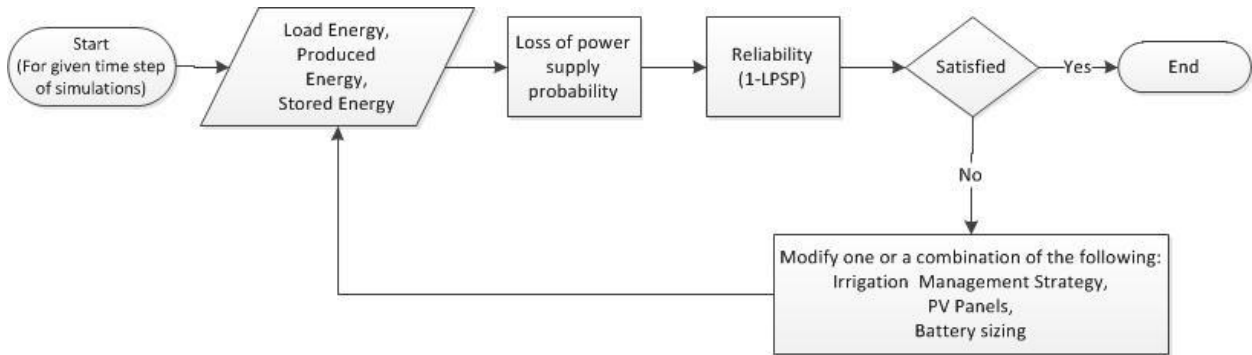 Start
(For given time step
of simulations)
Load Energy,
Produced
Energy,
Stored Energy
Loss of power
supply
probability
Reliability
(1-LPSP)
Satisfied
Yes
End
No
Modify one or a combination of the following:
Irrigation Management Strategy,
PV Panels,
Battery sizing